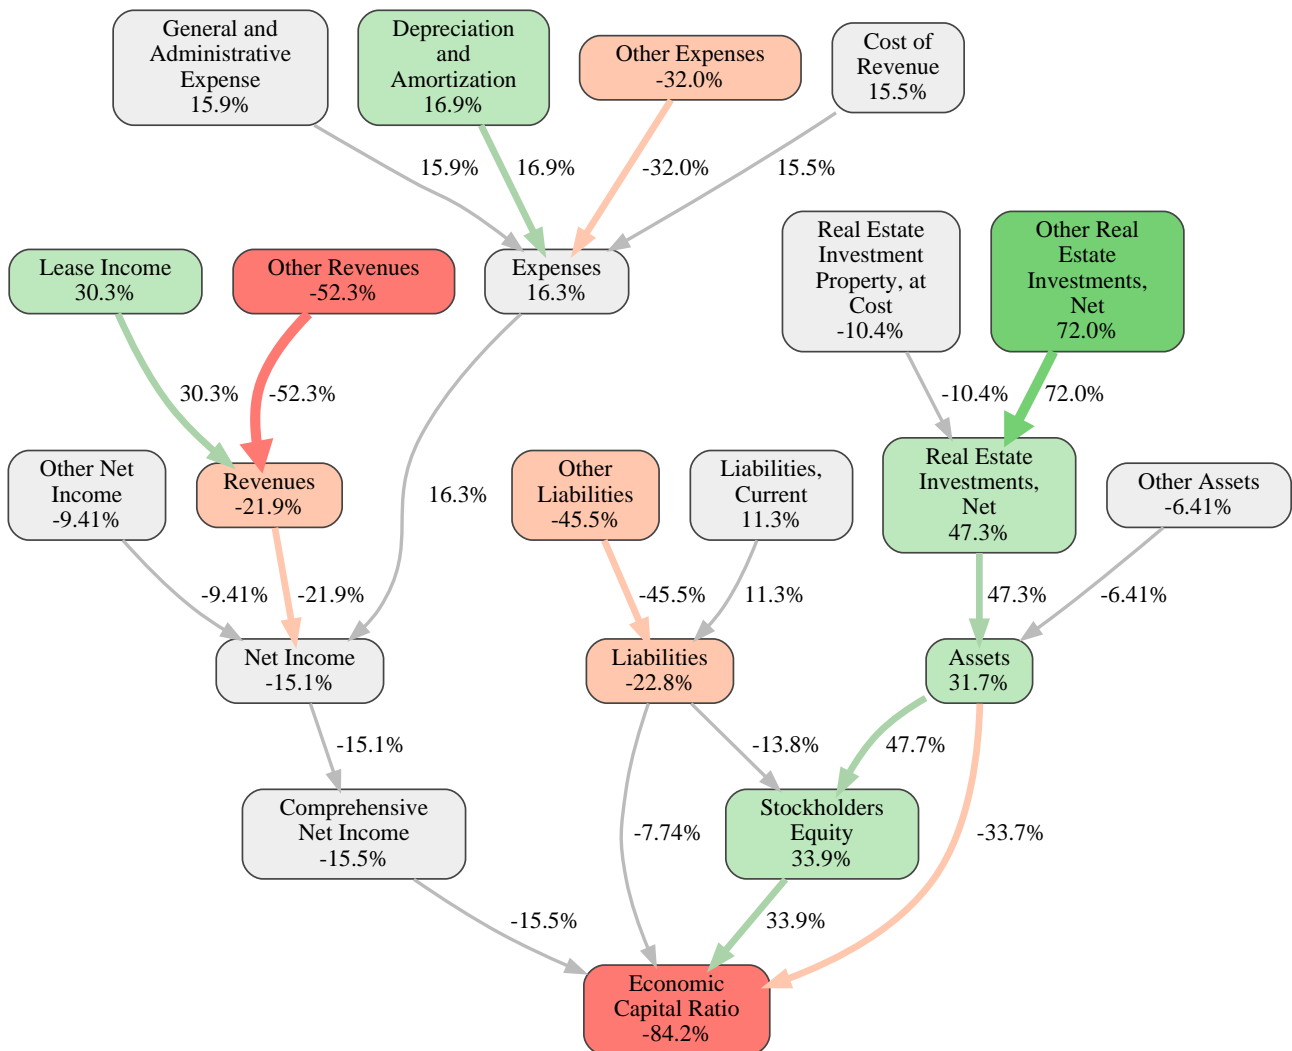 General and
Administrative
Expense
15.9%
Depreciation
and
Amortization
16.9%
Other Expenses
-32.0%
Cost of
Revenue
15.5%
15.9%
16.9%
-32.0%
15.5%
Lease Income
30.3%
Other Revenues
-52.3%
Expenses
16.3%
Real Estate
Investment
Property, at
Cost
-10.4%
Other Real
Estate
Investments,
Net
72.0%
30.3%
-52.3%
-10.4%
72.0%
Other Net
Income
-9.41%
Revenues
-21.9%
16.3%
Other
Liabilities
-45.5%
Liabilities,
Current
11.3%
Real Estate
Investments,
Net
47.3%
Other Assets
-6.41%
-9.41%
-21.9%
-45.5%
11.3%
47.3%
-6.41%
Net Income
-15.1%
Liabilities
-22.8%
Assets
31.7%
-15.1%
-13.8%
47.7%
Comprehensive
Net Income
-15.5%
-7.74%
Stockholders
Equity
33.9%
-33.7%
-15.5%
33.9%
Economic
Capital Ratio
-84.2%